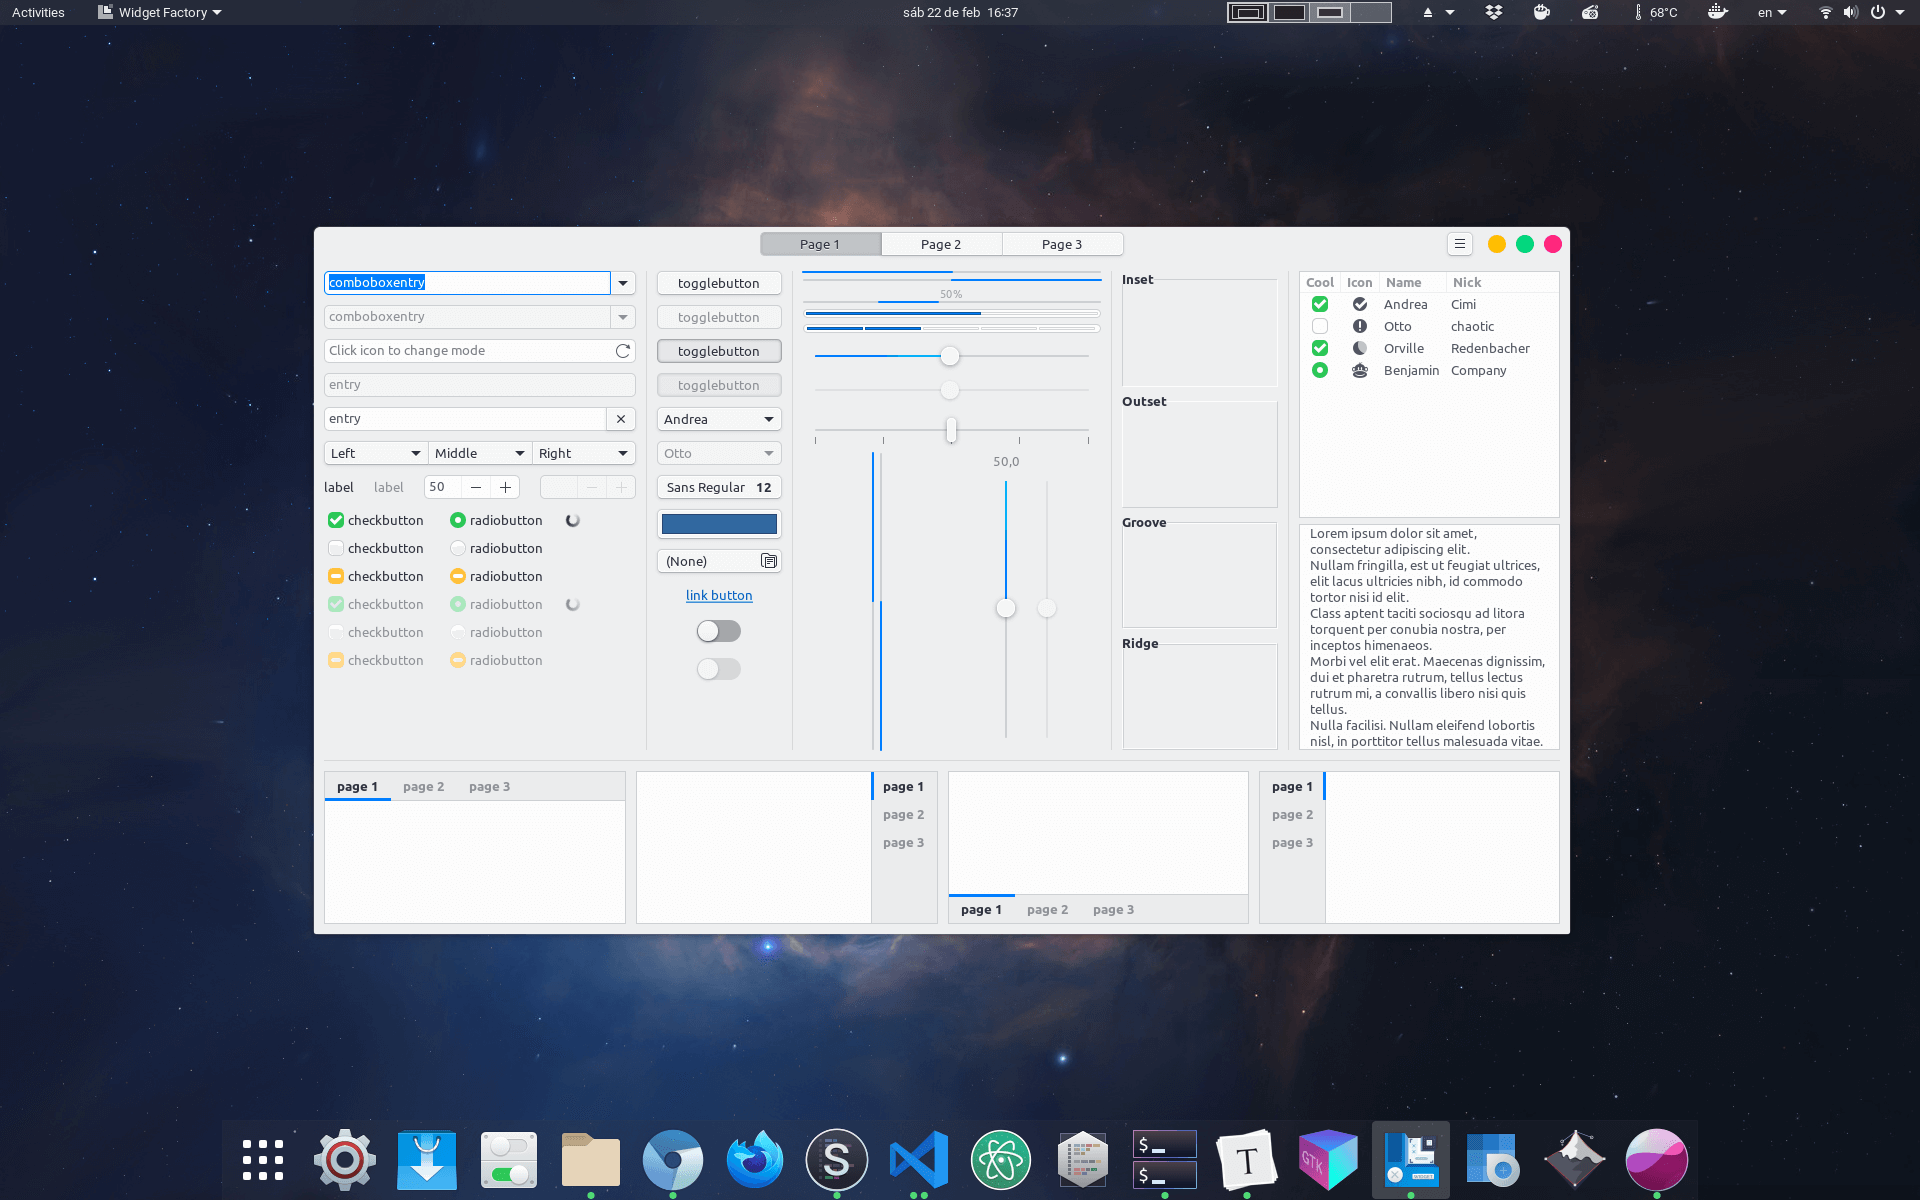 Activities Widget Factory sáb 22 de feb 16:37 68°C en
Page 1 Page 2 Page 3
comboboxentry
comboboxentry
Click icon to change mode
entry
entry
Left Middle Right
label label 50
checkbutton radiobutton
checkbutton radiobutton
checkbutton radiobutton
checkbutton radiobutton
checkbutton radiobutton
checkbutton radiobutton
togglebutton
togglebutton
togglebutton
togglebutton
Andrea
Otto
Sans Regular 12
(None)
link button
50%
50,0
Inset
Outset
Groove
Ridge
Cool Icon Name Nick
Andrea Cimi
Otto chaotic
Orville Redenbacher
Benjamin Company
Lorem ipsum dolor sit amet,
consectetur adipiscing elit.
Nullam fringilla, est ut feugiat ultrices,
elit lacus ultricies nibh, id commodo
tortor nisi id elit.
Class aptent taciti sociosqu ad litora
torquent per conubia nostra, per
inceptos himenaeos.
Morbi vel elit erat. Maecenas dignissim,
dui et pharetra rutrum, tellus lectus
rutrum mi, a convallis libero nisi quis
tellus.
Nulla facilisi. Nullam eleifend lobortis
nisl, in porttitor tellus malesuada vitae.
page 1 page 2 page 3
page 1
page 2
page 3
page 1 page 2 page 3
page 1
page 2
page 3
S
$ _
$ _
T
GTK